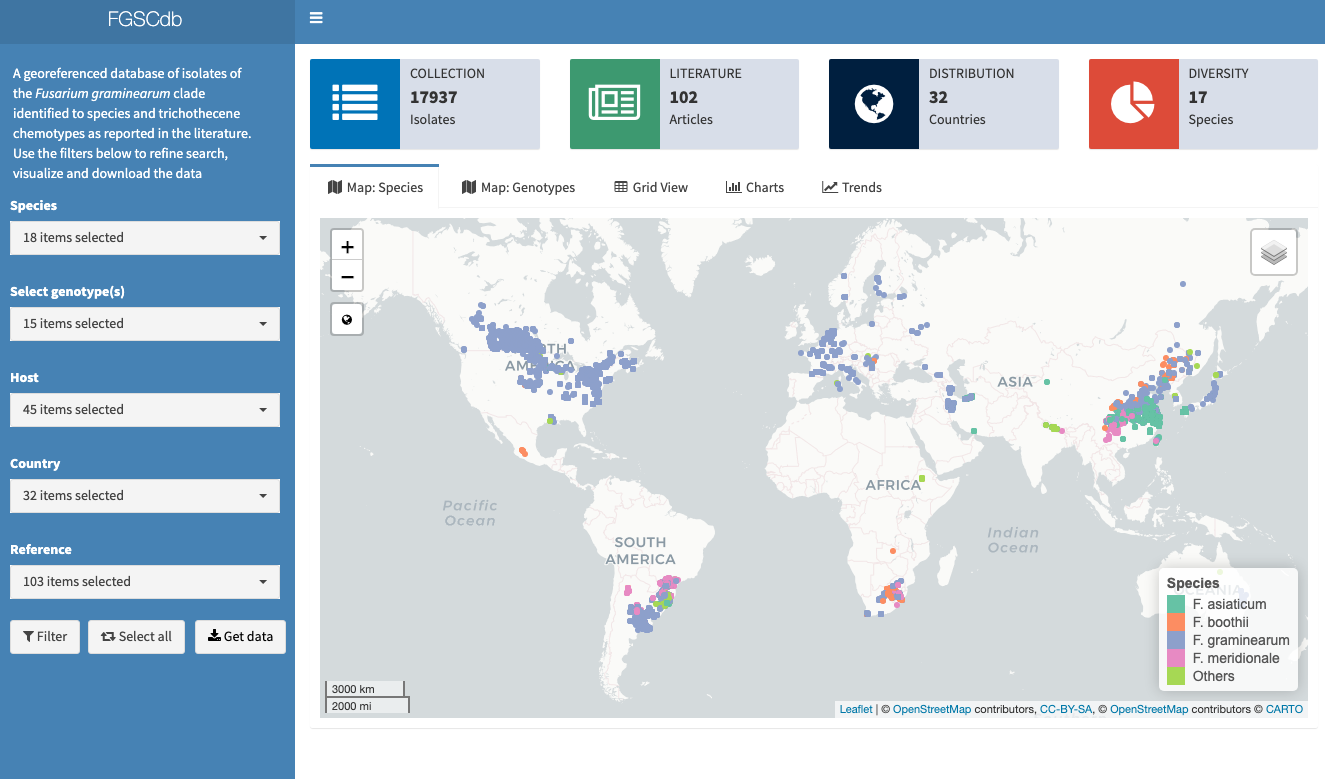 FGSCdb
A georeferenced database of isolates of
the Fusarium graminearum clade
identified to species and trichothecene
chemotypes as reported in the literature.
Use the filters below to refine search,
visualize and download the data
Species
18 items selected
Select genotype(s)
15 items selected
Host
45 items selected
Country
32 items selected
Reference
103 items selected
Filter
Select all
Get data
COLLECTION
17937
Isolates
LITERATURE
102
Articles
DISTRIBUTION
32
Countries
DIVERSITY
17
Species
Map: Species
Map: Genotypes
Grid View
Charts
Trends
+
−
ASIA
AFRICA
Pacific
Ocean
Indian
Ocean
SOUTH
AMERICA
Species
F. asiaticum
F. boothii
F. graminearum
F. meridionale
Others
3000 km
2000 mi
Leaflet | © OpenStreetMap contributors, CC-BY-SA, © OpenStreetMap contributors © CARTO